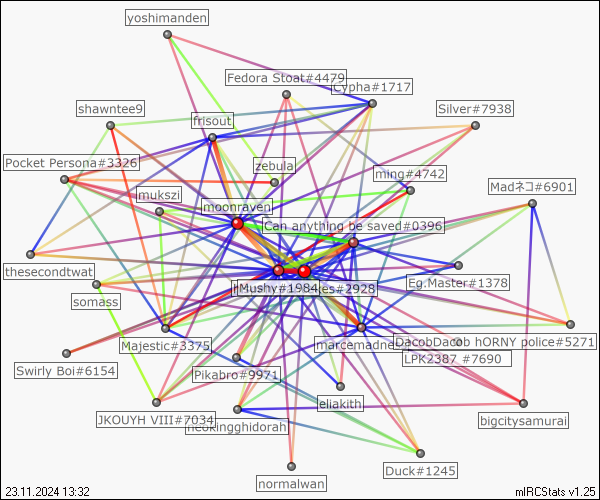 yoshimanden
Fedora Stoat#4479
Cypha#1717
shawntee9
frisout
Silver#7938
Pocket Persona#3326
zebula
ming#4742
mukszi
Madネコ#6901
moonraven
Can anything be saved#0396
thesecondtwat
Eg.Master#1378
somass
Mushy#1984
es#2928
Majestic#3375
marcemadne
DacobDacob hORNY police#5271
LPK2387 #7690
Swirly Boi#6154
Pikabro#9971
eliakith
JKOUYH VIII#7034
neokingghidorah
bigcitysamurai
Duck#1245
normalwan
23.11.2024 13:32
mIRCStats v1.25